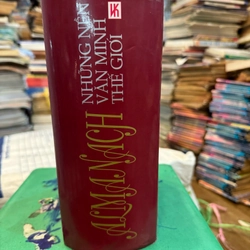 NHỮNG NỀN
VĂN MINH
THẾ GIỚI
ALMANACH